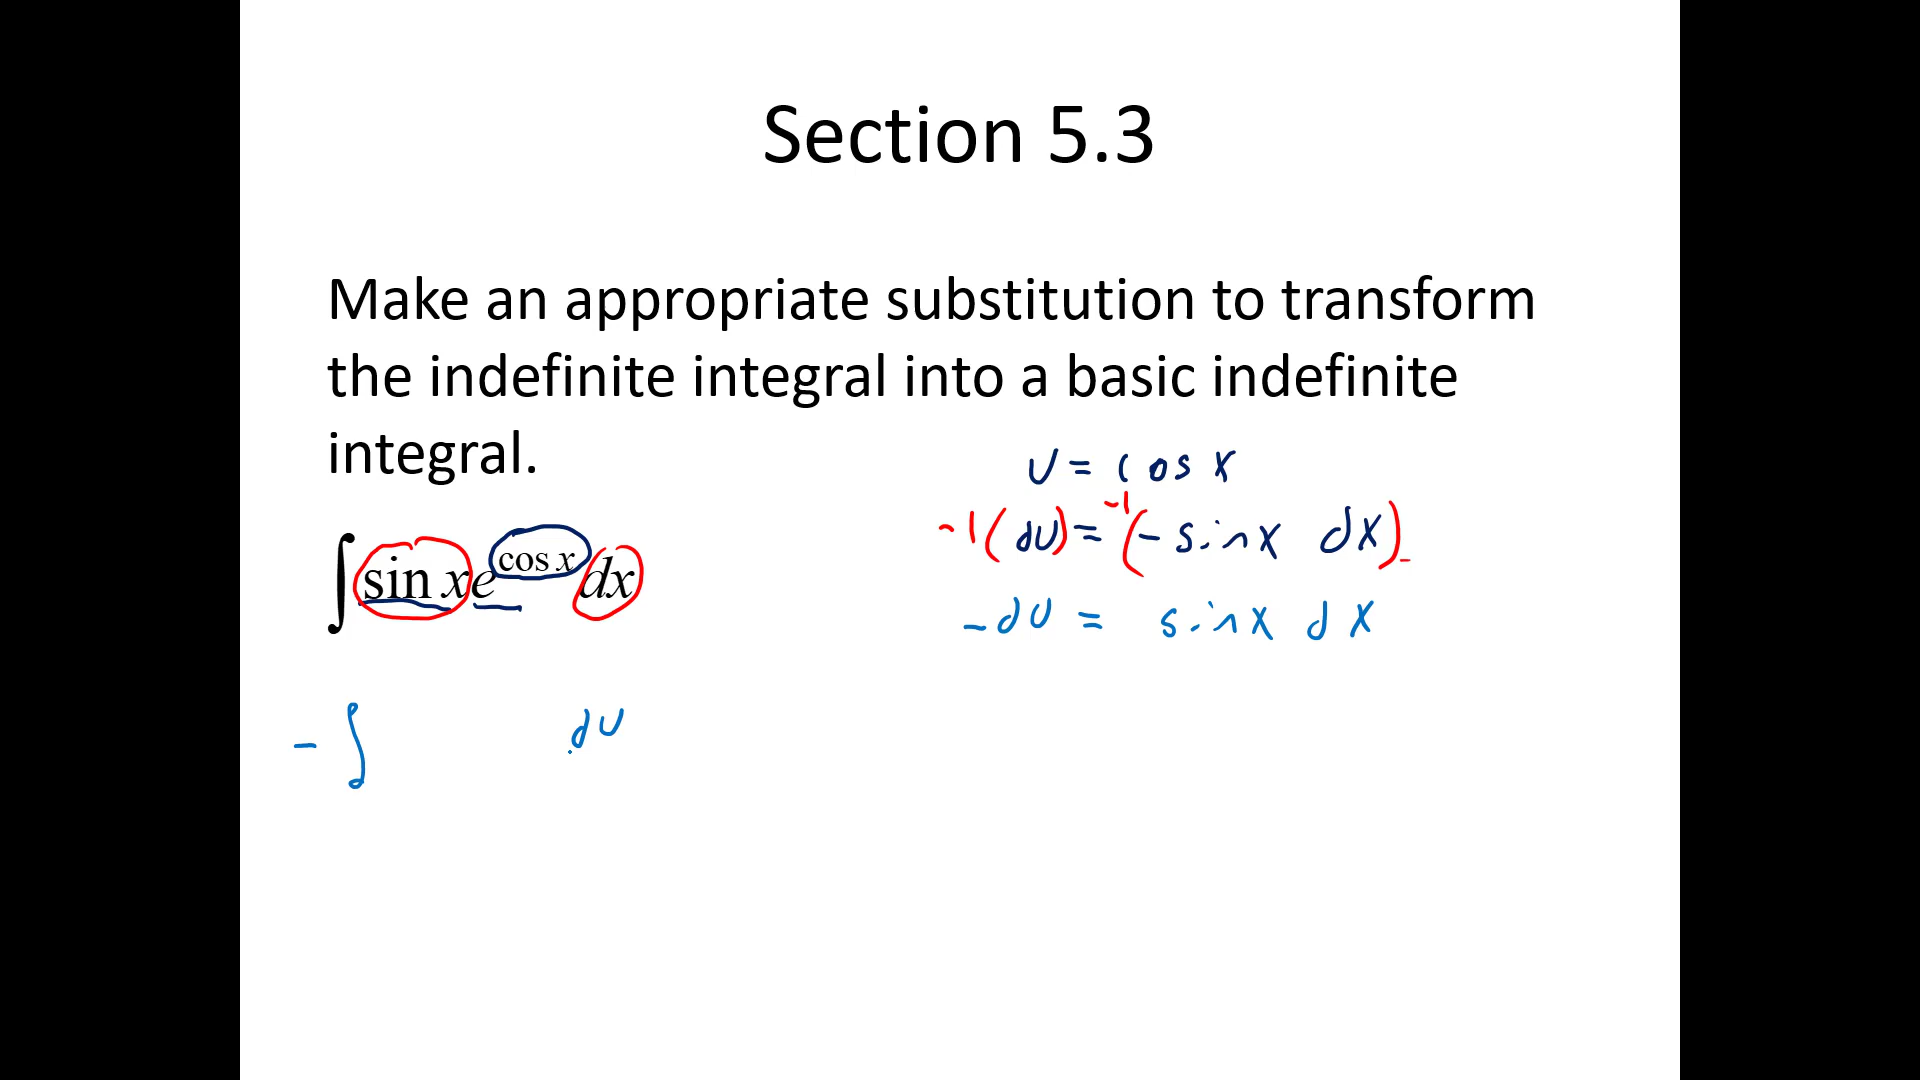 Section 5.3
Make an appropriate substitution to transform
the indefinite integral into a basic indefinite
integral.
u = cos x
∫ sin x e^{cos x} dx
-1(du) = -1(- sin x dx)
-du = sin x dx
- ∫ du